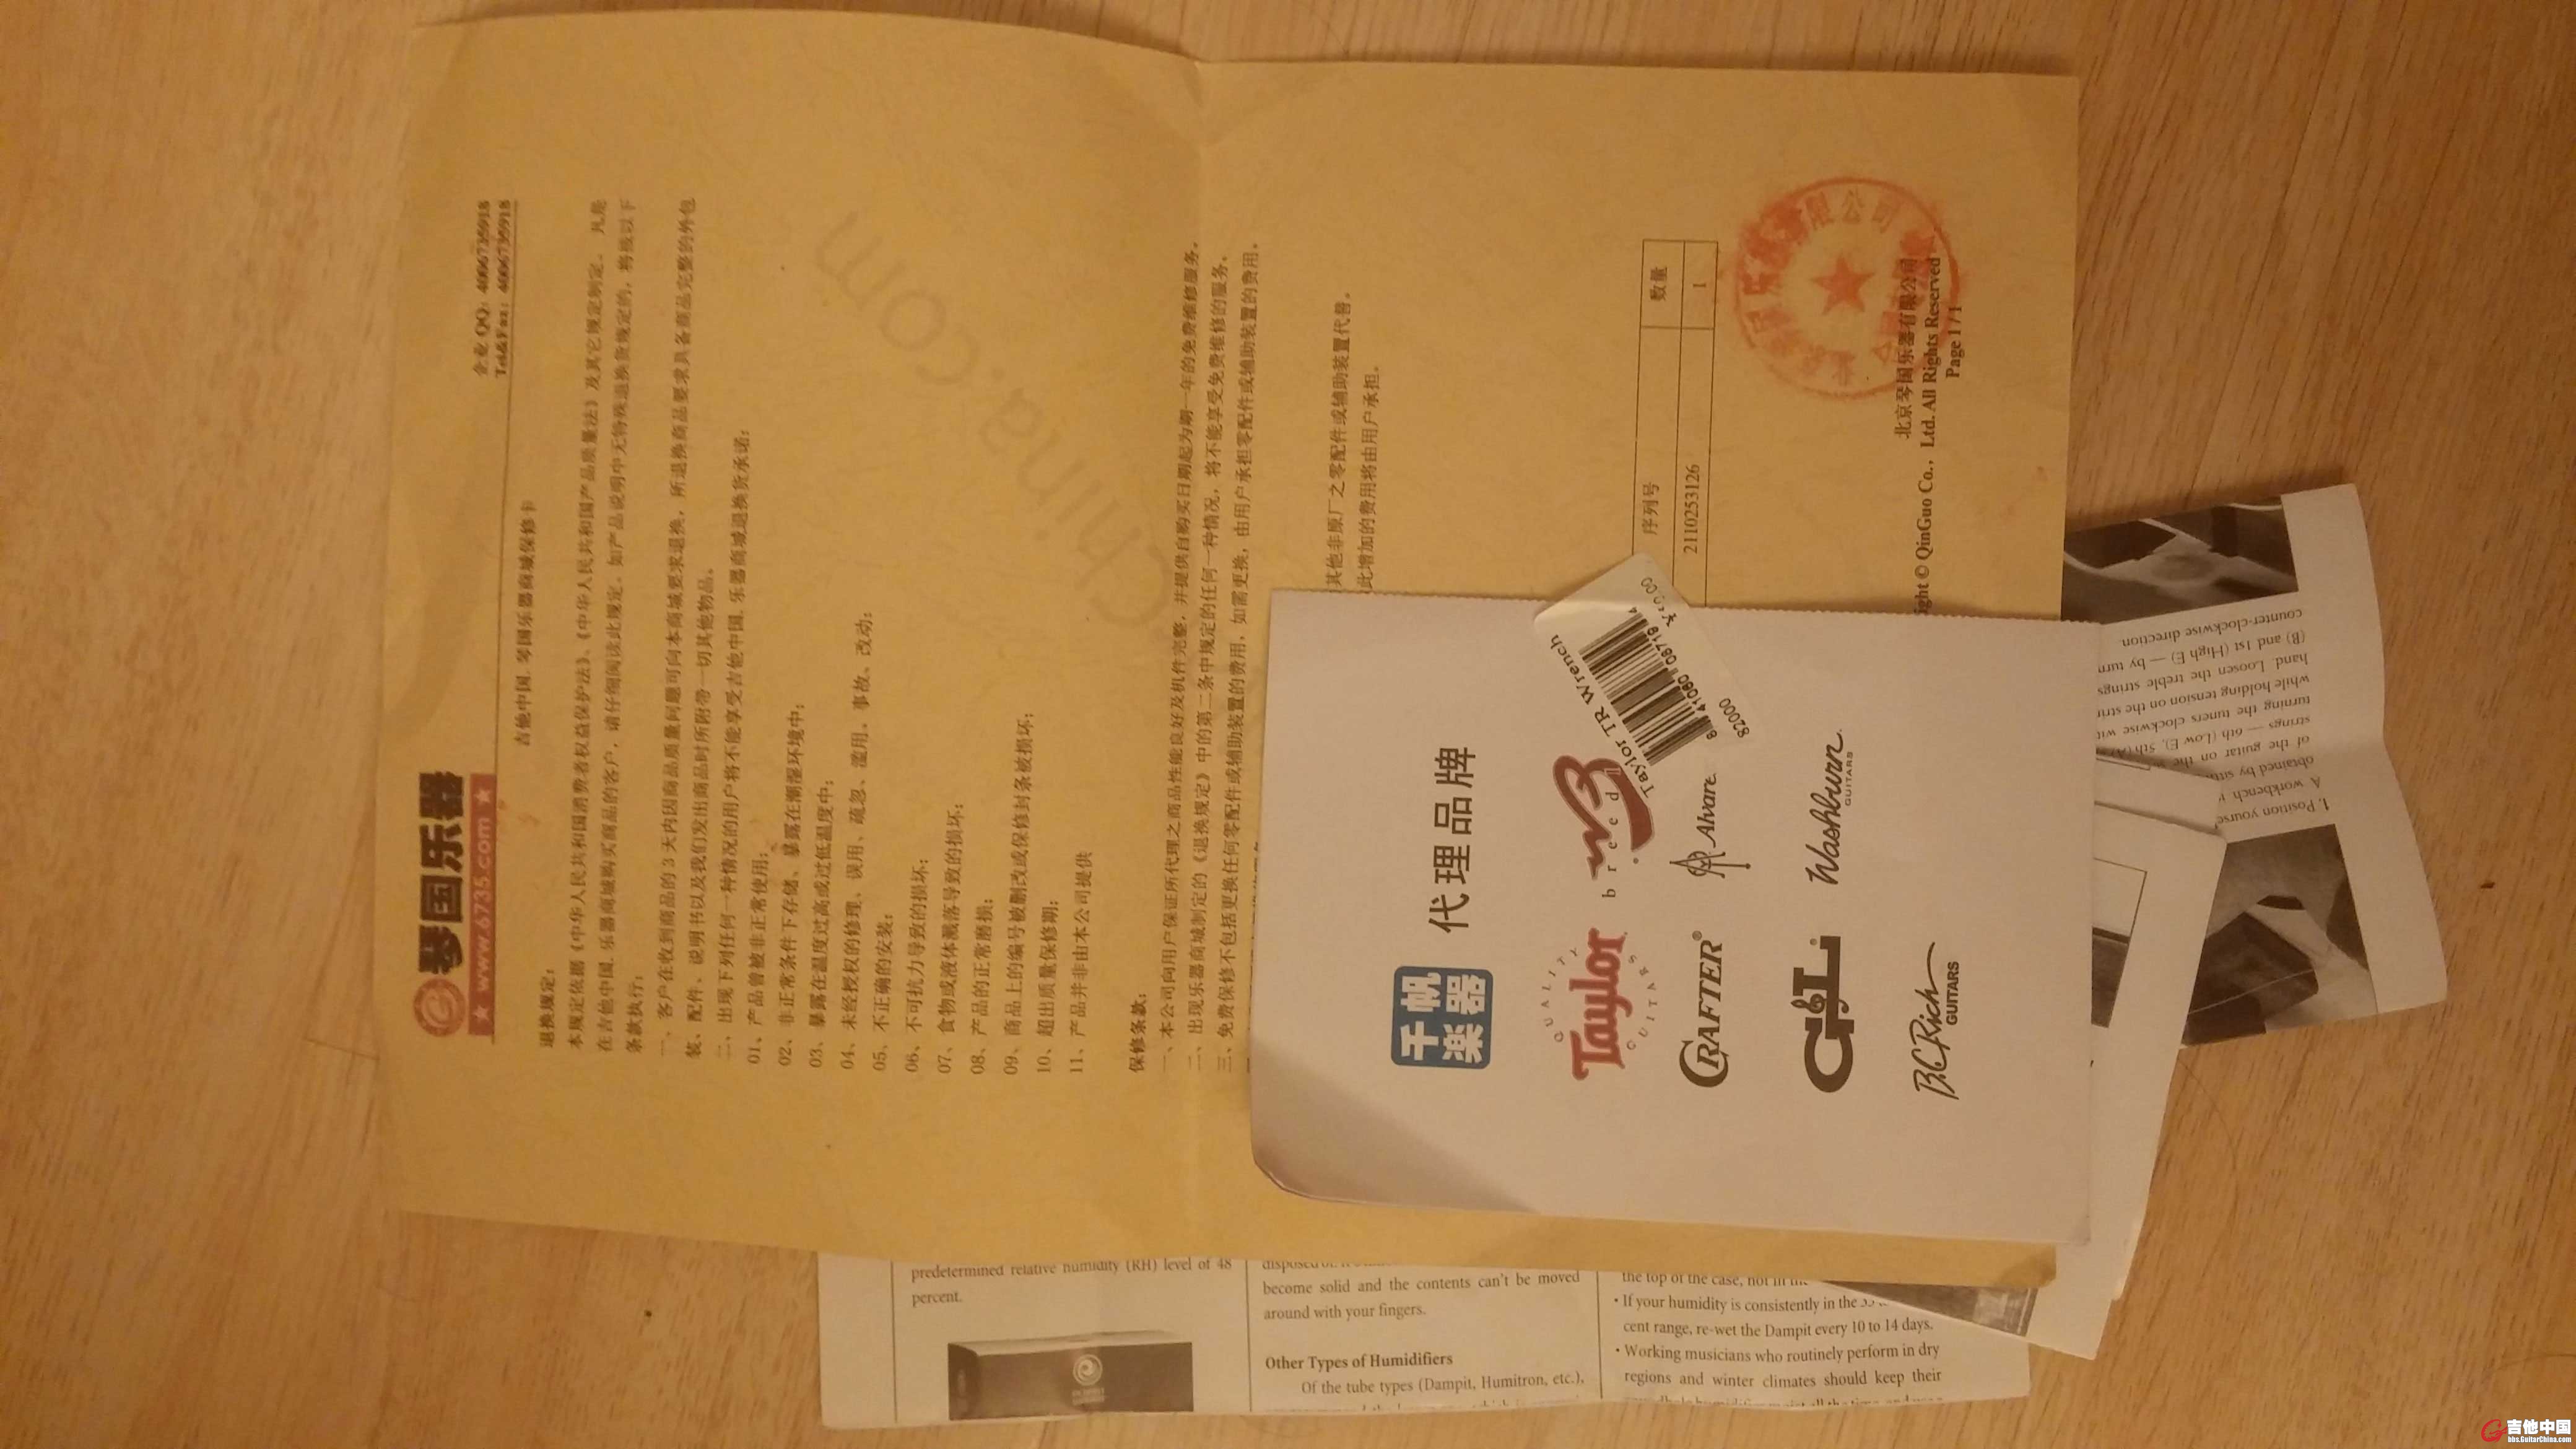 琴国乐器
★ www.6735.com ★
企业 QQ: 4006735918
Tel&Fax: 4006735918
吉他中国.琴国乐器商城保修卡
退换规定:
本规定依据《中华人民共和国消费者权益保护法》、《中华人民共和国产品质量法》及其它规定制定。凡是
在吉他中国.乐器商城购买商品的客户，请仔细阅读此规定。如产品说明中无特殊退换货规定的，将按以下
条款执行:
一、客户在收到商品的 3 天内因商品质量问题可向本商城要求退换，所退换商品要求具备商品完整的外包
装、配件、说明书以及我们发出商品时所附带一切其他物品。
二、出现下列任何一种情况的用户将不能享受吉他中国.乐器商城退换货承诺:
01、产品曾被非正常使用;
02、非正常条件下存储、暴露在潮湿环境中;
03、暴露在温度过高或过低温度中;
04、未经授权的修理、误用、疏忽、滥用、事故、改动;
05、不正确的安装;
06、不可抗力导致的损坏;
07、食物或液体溅落导致的损坏;
08、产品的正常磨损;
09、商品上的编号被删改或保修封条被损坏;
10、超出质量保修期;
11、产品并非由本公司提供
保修条款:
一、本公司向用户保证所代理之商品性能良好及机件完整，并提供自购买日期起为期一年的免费维修服务。
二、出现乐器商城制定的《退换规定》中的第二条中规定的任何一种情况，将不能享受免费维修的服务。
三、免费保修不包括更换任何零配件或辅助装置的费用，如需更换，由用户承担零配件或辅助装置的费用。
其他非原厂之零配件或辅助装置代替。
此增加的费用将由用户承担。
china.com
序列号 数量
2110253126 1
北京琴国乐器有限公司
ight © QinGuo Co., Ltd. All Rights Reserved
Page 1 / 1
千帆
楽器
代理品牌
QUALITY
Taylor
GUITARS
breed
CRAFTER®
Alvare
G&L
Washburn
GUITARS
B.C.Rich
GUITARS
Taylor TR Wrench
8 41060 08719 4
82000
counter-clockwise direction.
(B) and 1st (High E) — by turn
hand. Loosen the treble strings
while holding tension on the stri
turning the tuners clockwise wit
strings — 6th (Low E), 5th (A)
of the guitar on the
obtained by sitti
A workbench
1. Position yourse
predetermined relative humidity (RH) level of 48
percent.
become solid and the contents can't be moved
around with your fingers.
Other Types of Humidifiers
Of the tube types (Dampit, Humitron, etc.),
the top of the case, not in
• If your humidity is consistently in the
cent range, re-wet the Dampit every 10 to 14 days.
• Working musicians who routinely perform in dry
regions and winter climates should keep their
吉他中国
bbs.GuitarChina.com